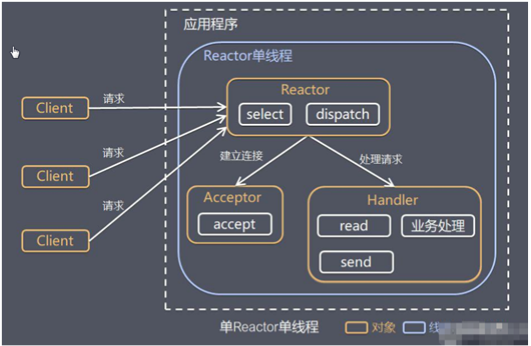 应用程序
Reactor单线程
Reactor
select
dispatch
Client
请求
Client
请求
Client
请求
建立连接
处理请求
Acceptor
accept
Handler
read
业务处理
send
单Reactor单线程
对象